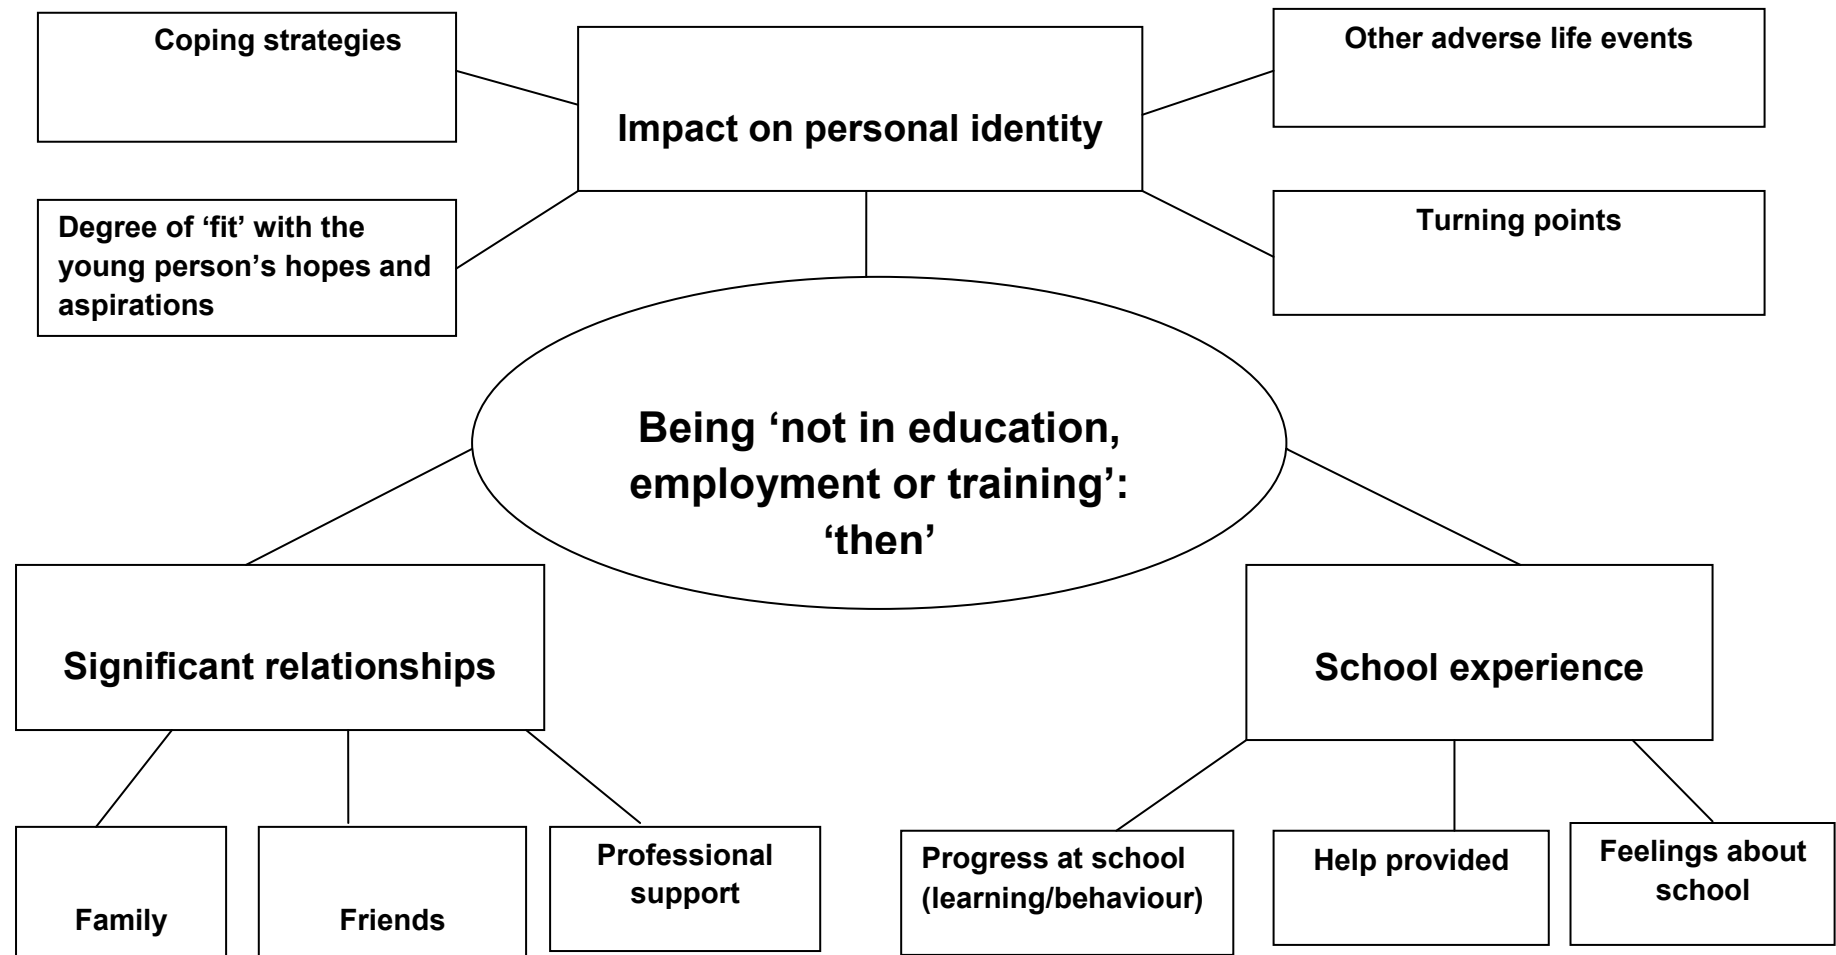 Coping strategies
Impact on personal identity
Other adverse life events
Degree of ‘fit’ with the
young person’s hopes and
aspirations
Turning points
Being ‘not in education,
employment or training’:
‘then’
Significant relationships
School experience
Family
Friends
Professional
support
Progress at school
(learning/behaviour)
Help provided
Feelings about
school